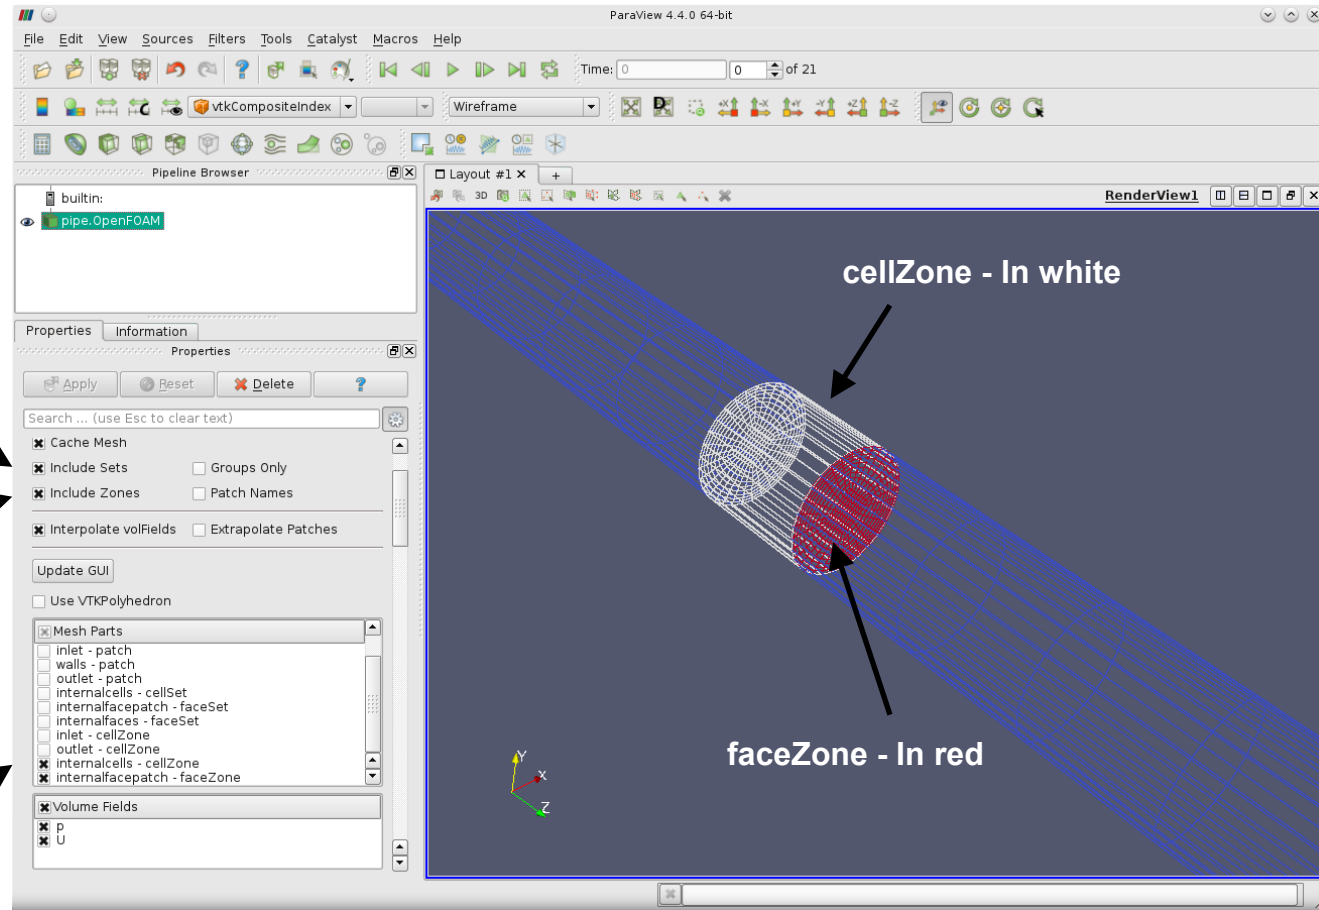 ParaView 4.4.0 64-bit
File Edit View Sources Filters Tools Catalyst Macros Help
Time: 0 0 of 21
vtkCompositeIndex Wireframe
Pipeline Browser
builtin:
pipe.OpenFOAM
Properties Information
Properties
Apply Reset Delete ?
Search ... (use Esc to clear text)
Cache Mesh
Include Sets Groups Only
Include Zones Patch Names
Interpolate volFields Extrapolate Patches
Update GUI
Use VTKPolyhedron
Mesh Parts
inlet - patch
walls - patch
outlet - patch
internalcells - cellSet
internalfacepatch - faceSet
internalfaces - faceSet
inlet - cellZone
outlet - cellZone
internalcells - cellZone
internalfacepatch - faceZone
Volume Fields
p
U
Layout #1 +
3D RenderView1
cellZone - In white
faceZone - In red
Y
X
Z